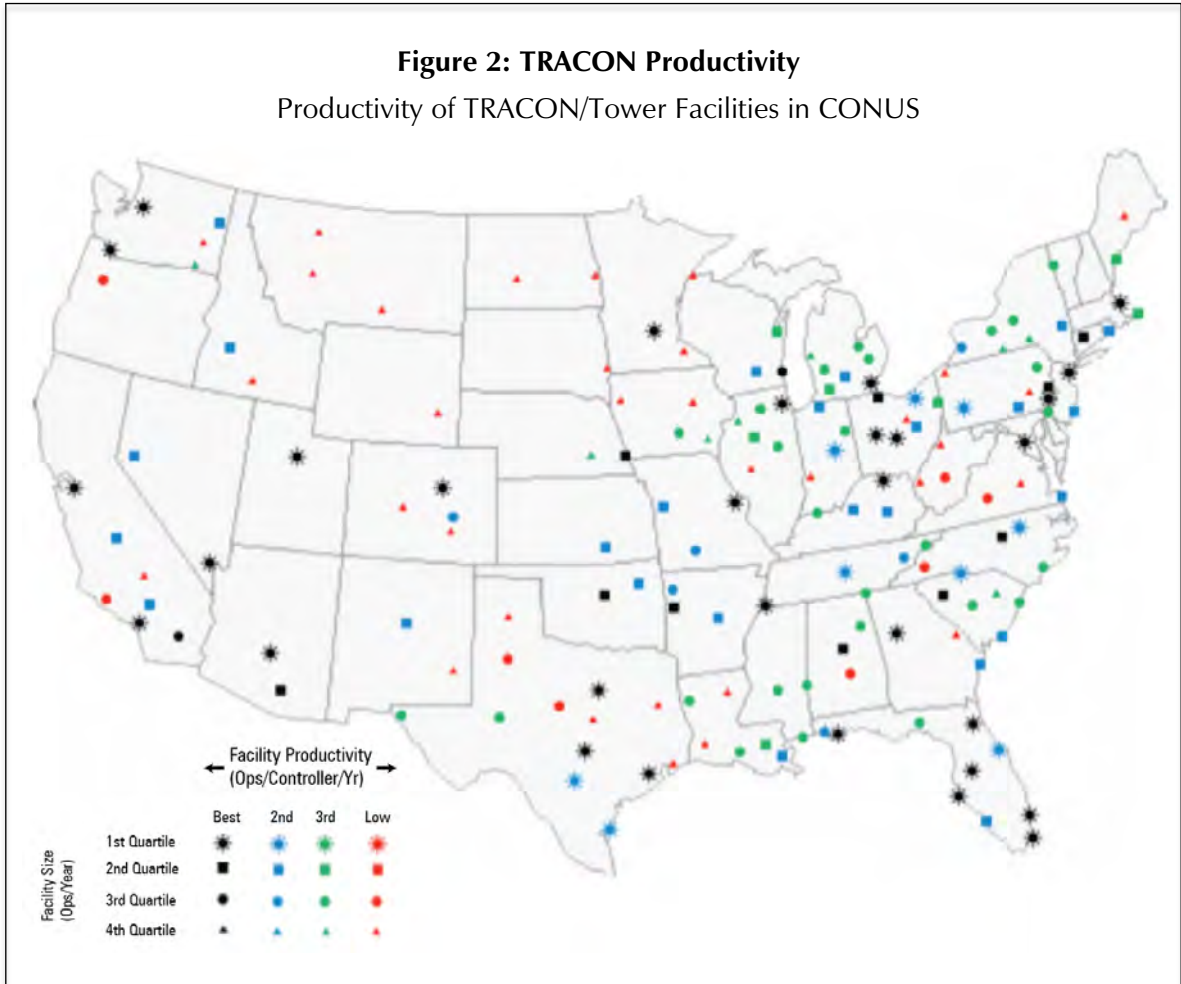 Figure 2: TRACON Productivity
Productivity of TRACON/Tower Facilities in CONUS
Facility Productivity
(Ops/Controller/Yr)
Best 2nd 3rd Low
Facility Size
(Ops/Year)
1st Quartile
2nd Quartile
3rd Quartile
4th Quartile